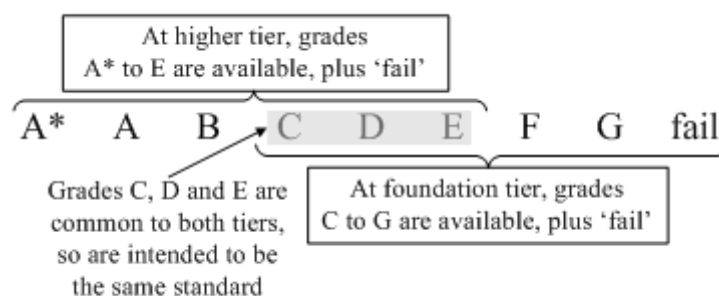 At higher tier, grades
A* to E are available, plus ‘fail’
A* A B C D E F G fail
Grades C, D and E are
common to both tiers,
so are intended to be
the same standard
At foundation tier, grades
C to G are available, plus ‘fail’